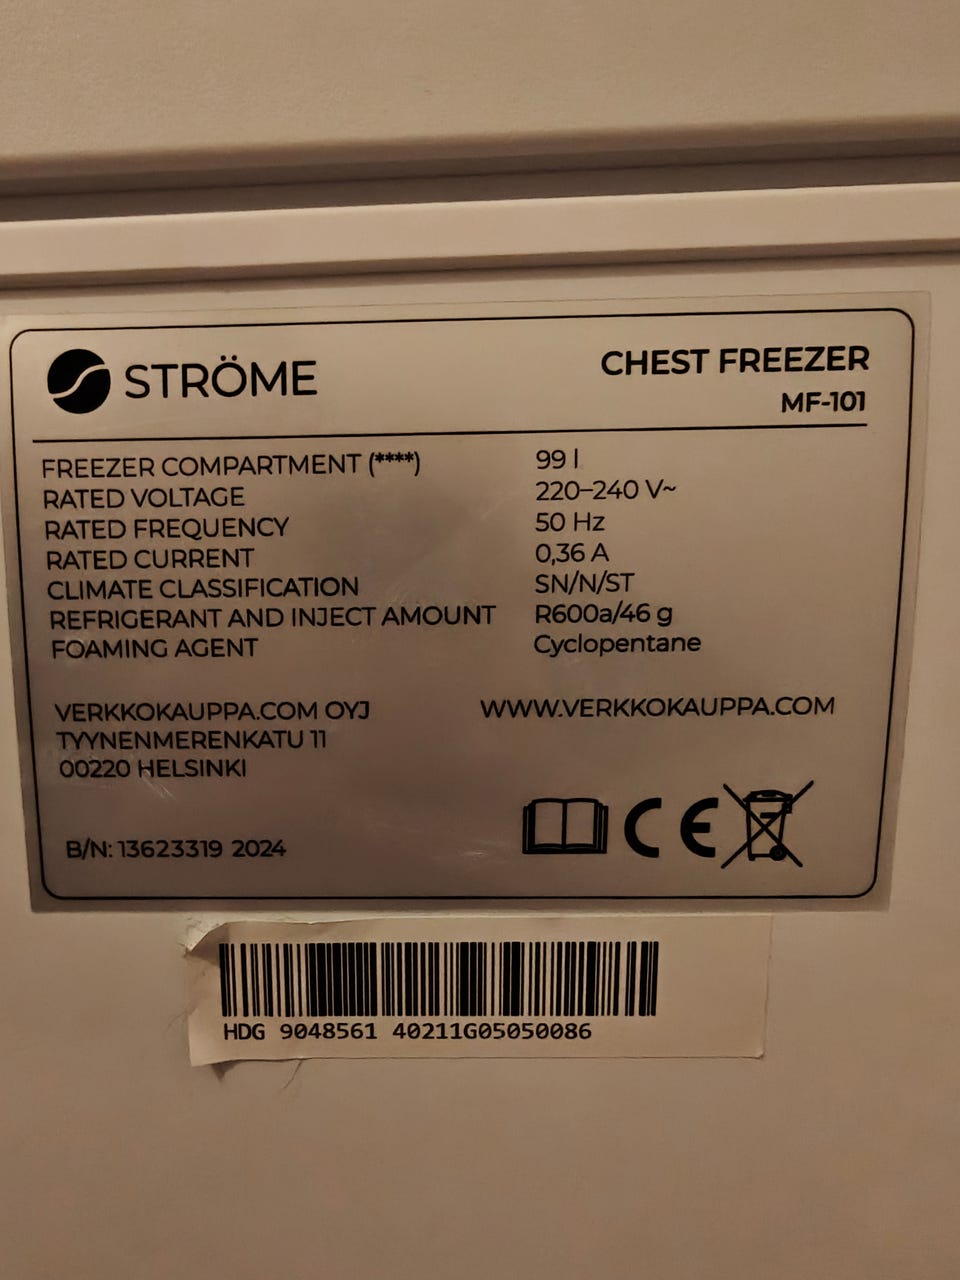 STRÖME
CHEST FREEZER
MF-101
FREEZER COMPARTMENT (****) 99 l
RATED VOLTAGE 220–240 V~
RATED FREQUENCY 50 Hz
RATED CURRENT 0,36 A
CLIMATE CLASSIFICATION SN/N/ST
REFRIGERANT AND INJECT AMOUNT R600a/46 g
FOAMING AGENT Cyclopentane
VERKKOKAUPPA.COM OYJ WWW.VERKKOKAUPPA.COM
TYYNENMERENKATU 11
00220 HELSINKI
B/N: 13623319 2024
CE
HDG 9048561 40211G05050086